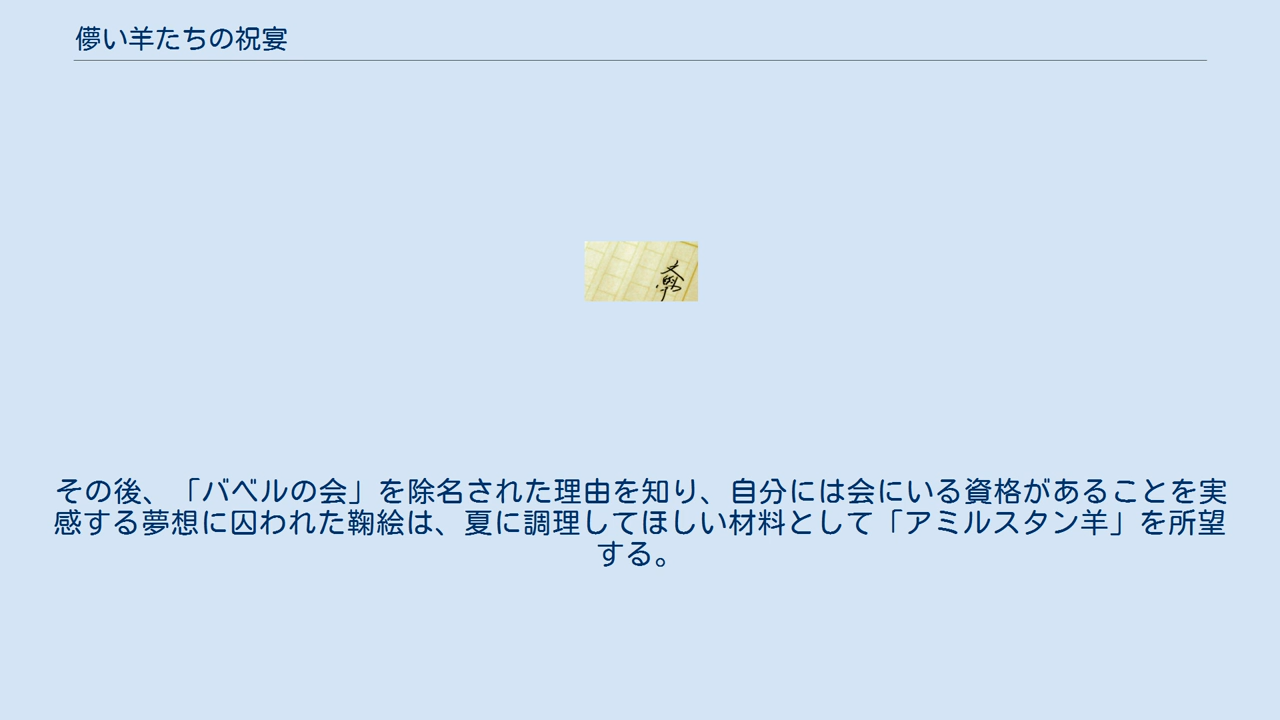 儚い羊たちの祝宴
その後、「バベルの会」を除名された理由を知り、自分には会にいる資格があることを実
感する夢想に囚われた鞠絵は、夏に調理してほしい材料として「アミルスタン羊」を所望
する。